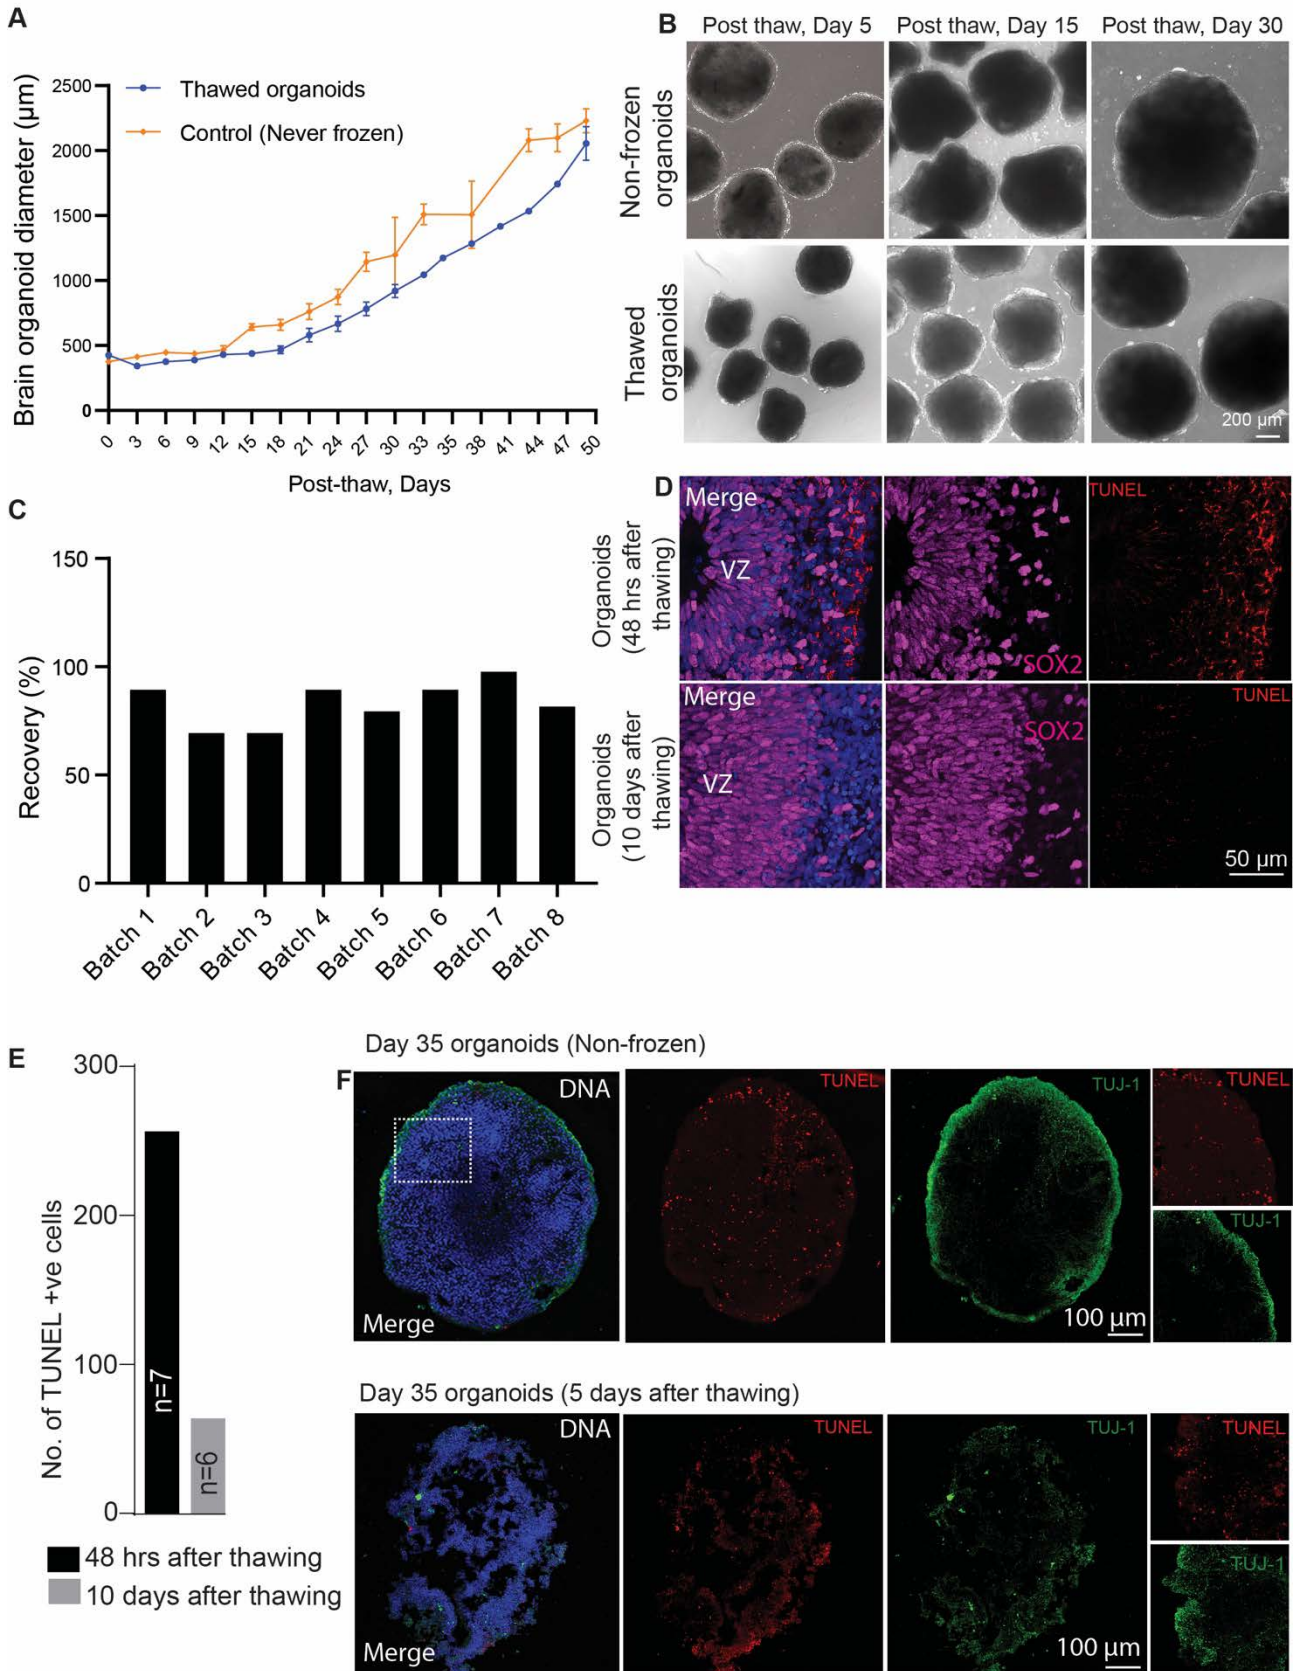 A
Brain organoid diameter (µm)
2500
2000
1500
1000
500
0
Thawed organoids
Control (Never frozen)
0 3 6 9 12 15 18 21 24 27 30 33 35 38 41 44 47 50
Post-thaw, Days
B
Post thaw, Day 5
Post thaw, Day 15
Post thaw, Day 30
Non-frozen
organoids
Thawed
organoids
200 µm
C
Recovery (%)
150
100
50
0
Batch 1
Batch 2
Batch 3
Batch 4
Batch 5
Batch 6
Batch 7
Batch 8
D
Organoids
(48 hrs after
thawing)
Merge
VZ
SOX2
TUNEL
Organoids
(10 days after
thawing)
Merge
VZ
SOX2
TUNEL
50 µm
E
No. of TUNEL +ve cells
300
200
100
0
n=7
n=6
48 hrs after thawing
10 days after thawing
F
Day 35 organoids (Non-frozen)
DNA
Merge
TUNEL
TUJ-1
100 µm
TUNEL
TUJ-1
Day 35 organoids (5 days after thawing)
DNA
Merge
TUNEL
TUJ-1
100 µm
TUNEL
TUJ-1